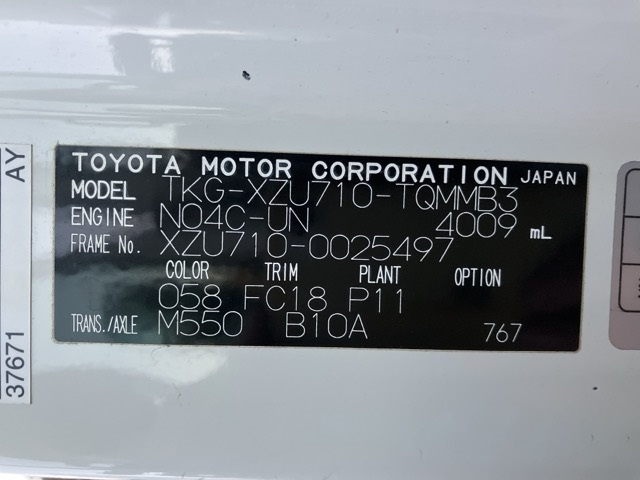 TOYOTA MOTOR CORPORATION JAPAN
MODEL TKG-XZU710-TQMMB3
ENGINE N04C-UN 4009 mL
FRAME No. XZU710-0025497
COLOR TRIM PLANT OPTION
058 FC18 P11
TRANS./AXLE M550 B10A 767
AY
37671